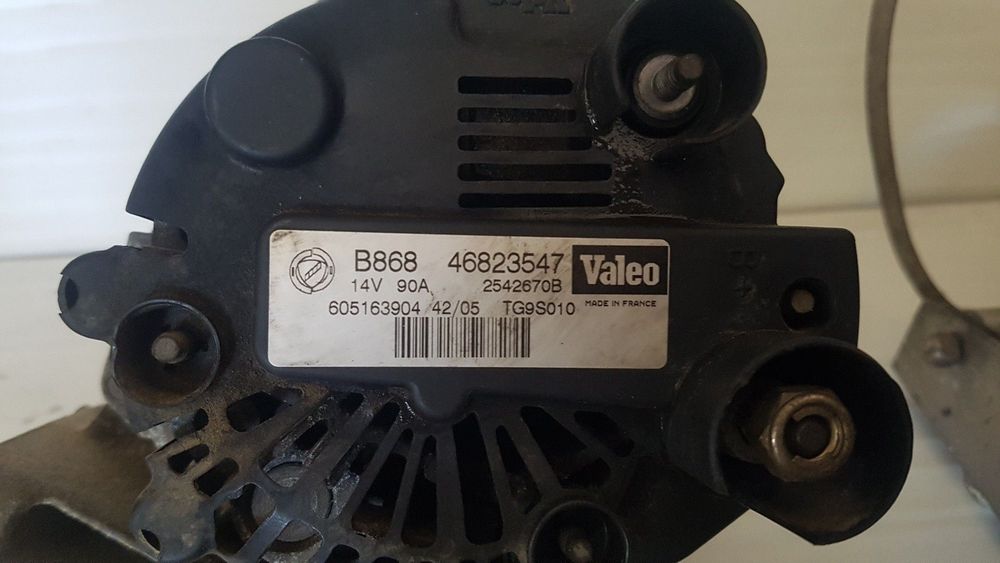 B868 46823547 Valeo
14V 90A 2542670B MADE IN FRANCE
605163904 42/05 TG9S010
B+